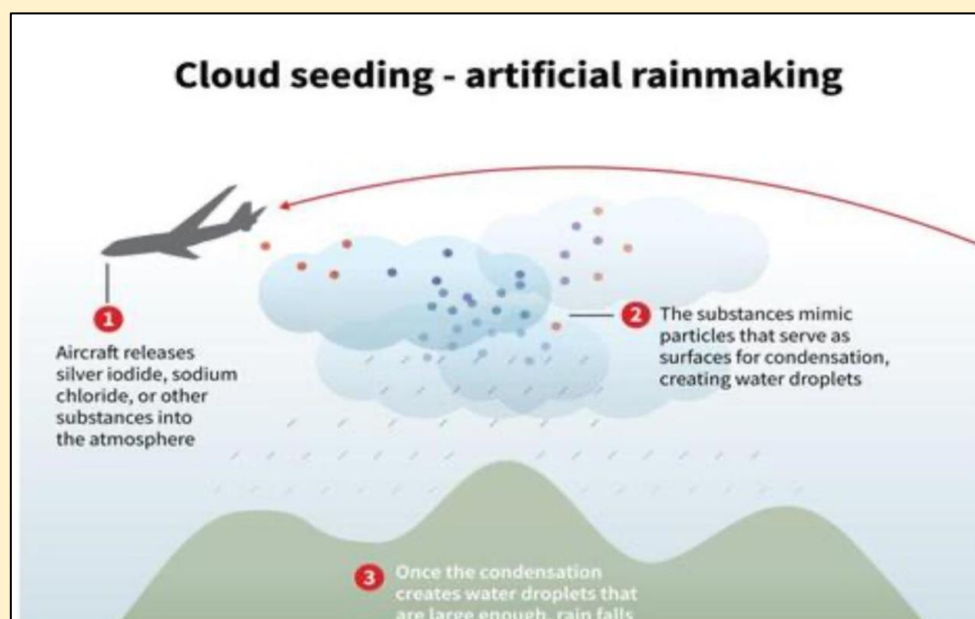 Cloud seeding - artificial rainmaking
1
Aircraft releases
silver iodide, sodium
chloride, or other
substances into
the atmosphere
2
The substances mimic
particles that serve as
surfaces for condensation,
creating water droplets
3
Once the condensation
creates water droplets that
are large enough, rain falls